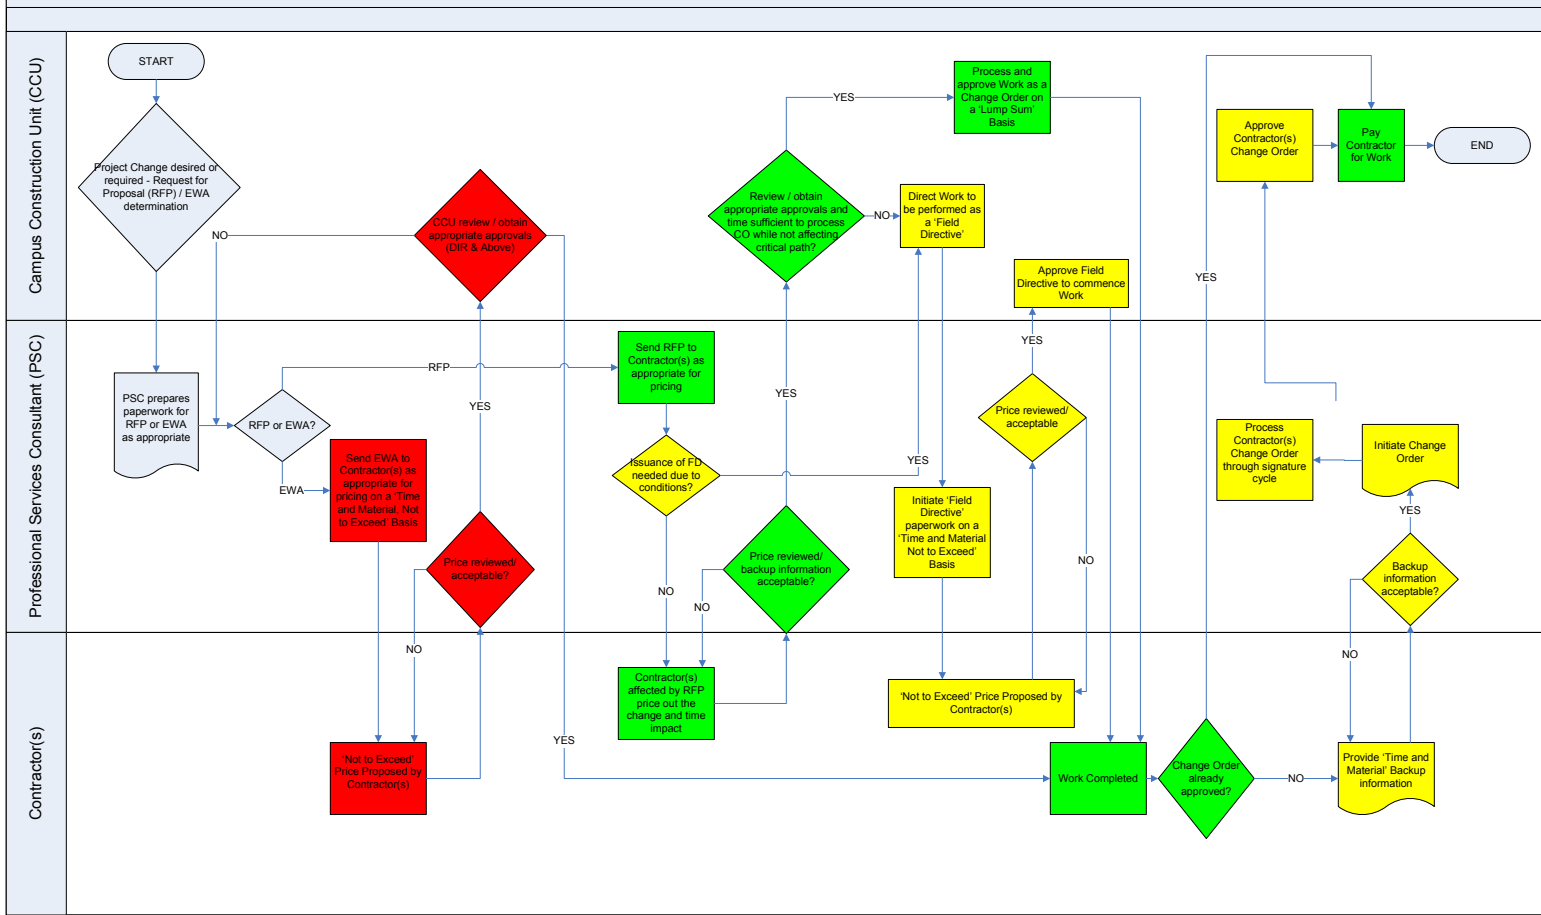 Campus Construction Unit (CCU)
START
Project Change desired or
required - Request for
Proposal (RFP) / EWA
determination
NO
CCU review / obtain
appropriate approvals
(DIR & Above)
YES
Process and
approve Work as a
Change Order on
a ‘Lump Sum’
Basis
Review / obtain
appropriate approvals and
time sufficient to process
CO while not affecting
critical path?
NO
Direct Work to
be performed as
a ‘Field
Directive’
Approve Field
Directive to commence
Work
YES
Approve
Contractor(s)
Change Order
Pay
Contractor
for Work
END
Professional Services Consultant (PSC)
PSC prepares
paperwork for
RFP or EWA
as appropriate
RFP or EWA?
RFP
EWA
Send EWA to
Contractor(s) as
appropriate for
pricing on a ‘Time
and Material, Not
to Exceed’ Basis
YES
Price reviewed/
acceptable?
Send RFP to
Contractor(s) as
appropriate for
pricing
Issuance of FD
needed due to
conditions?
YES
NO
YES
Price reviewed/
backup information
acceptable?
NO
Initiate ‘Field
Directive’
paperwork on a
‘Time and Material
Not to Exceed’
Basis
YES
Price reviewed/
acceptable
NO
Process
Contractor(s)
Change Order
through signature
cycle
Initiate Change
Order
YES
Backup
information
acceptable?
Contractor(s)
NO
‘Not to Exceed’
Price Proposed by
Contractor(s)
YES
Contractor(s)
affected by RFP
price out the
change and time
impact
‘Not to Exceed’ Price Proposed by
Contractor(s)
Work Completed
Change Order
already
approved?
NO
NO
Provide ‘Time and
Material’ Backup
information